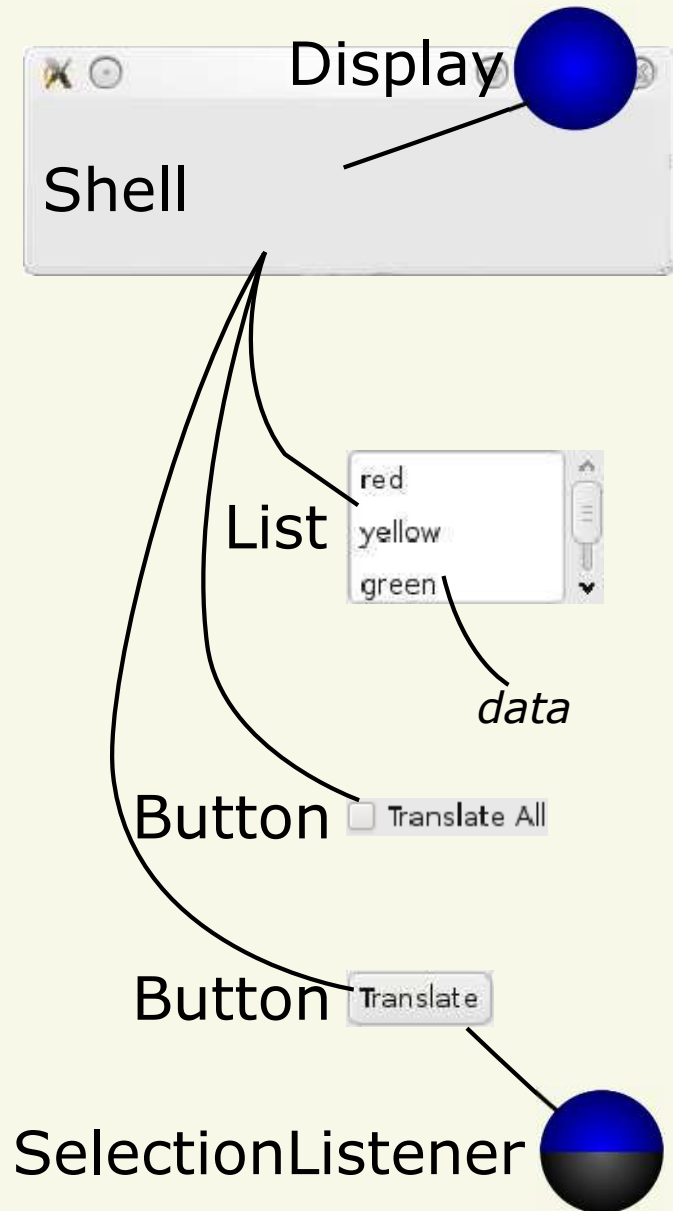 Display
Shell
red
List
yellow
green
data
Button
Translate All
Button
Translate
SelectionListener